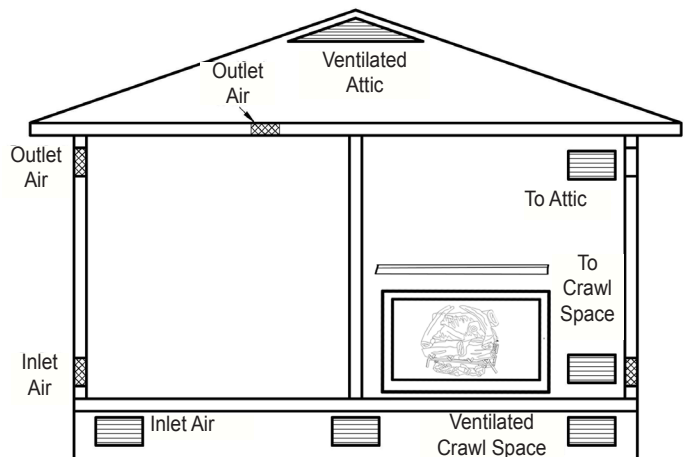 Ventilated
Attic
Outlet
Air
Outlet
Air
To Attic
To
Crawl
Space
Inlet
Air
Inlet Air
Ventilated
Crawl Space